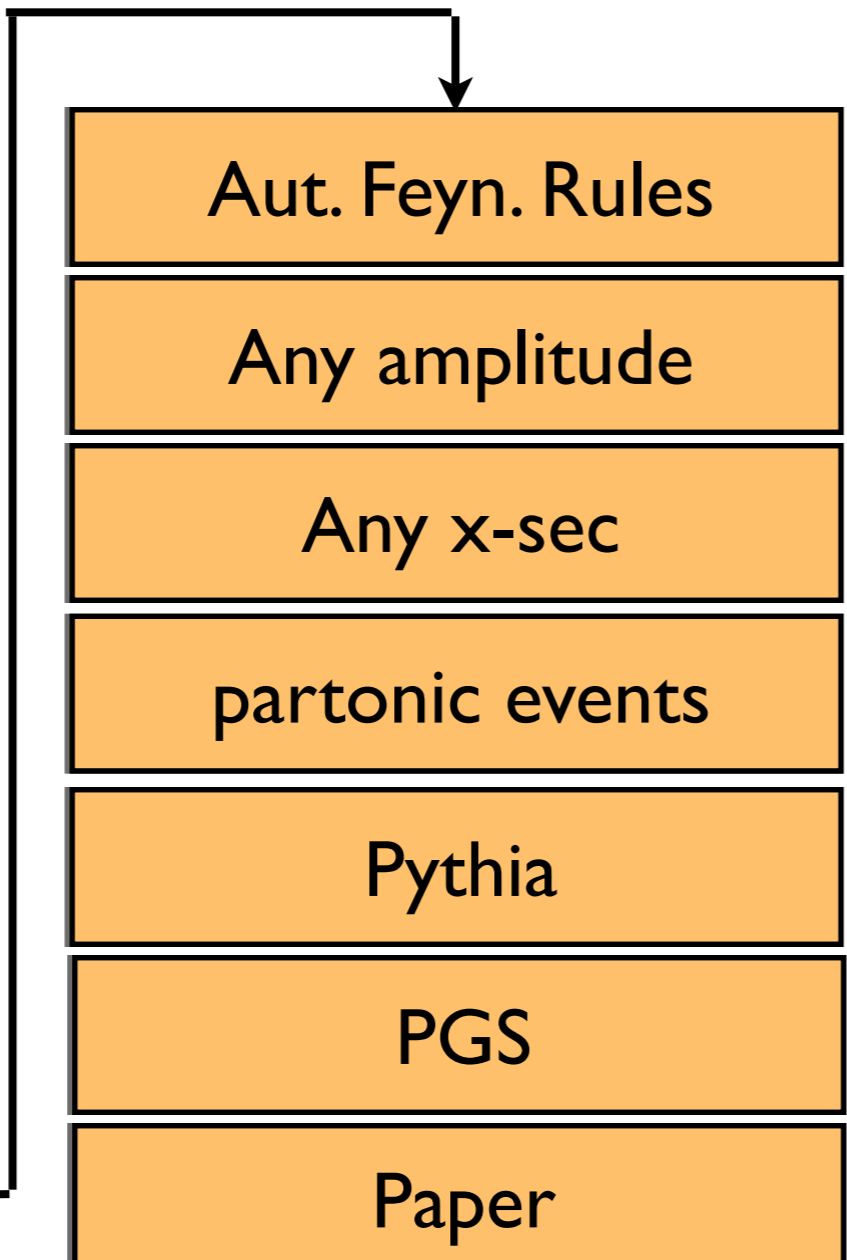 Aut. Feyn. Rules
Any amplitude
Any x-sec
partonic events
Pythia
PGS
Paper